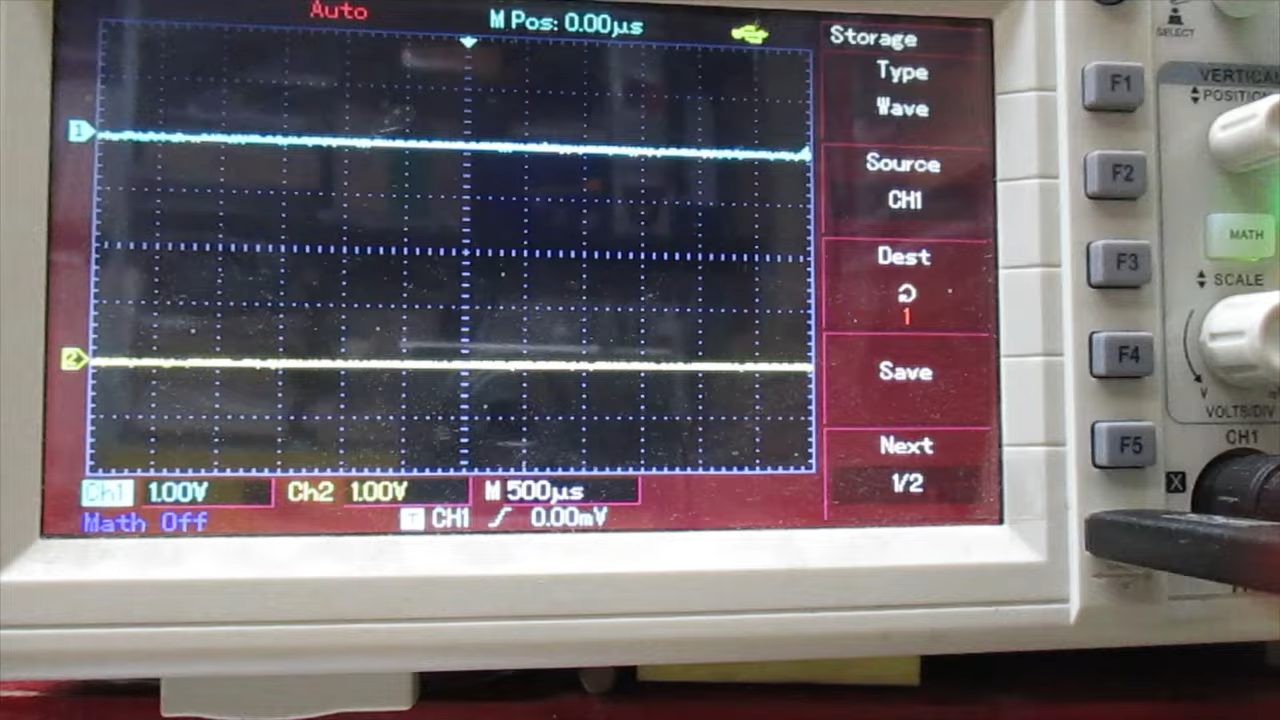 Auto
M Pos: 0.00μs
Storage
Type
Wave
Source
CH1
Dest
1
Save
Next
1/2
1
2
Ch1 1.00V
Ch2 1.00V
M 500μs
Math Off
T CH1 0.00mV
F1
F2
F3
F4
F5
SELECT
VERTICAL
POSITION
MATH
SCALE
V
VOLTS/DIV
CH1
X